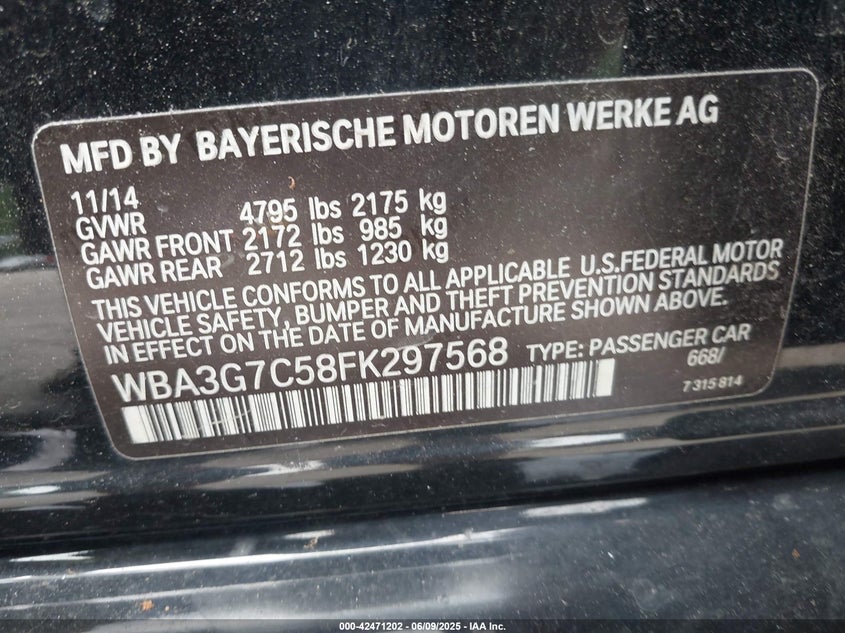 MFD BY BAYERISCHE MOTOREN WERKE AG
11/14
GVWR 4795 lbs 2175 kg
GAWR FRONT 2172 lbs 985 kg
GAWR REAR 2712 lbs 1230 kg
THIS VEHICLE CONFORMS TO ALL APPLICABLE U.S.FEDERAL MOTOR
VEHICLE SAFETY, BUMPER AND THEFT PREVENTION STANDARDS
IN EFFECT ON THE DATE OF MANUFACTURE SHOWN ABOVE.
WBA3G7C58FK297568 TYPE: PASSENGER CAR
668/
7 315 814
000-42471202 - 06/09/2025 - IAA Inc.